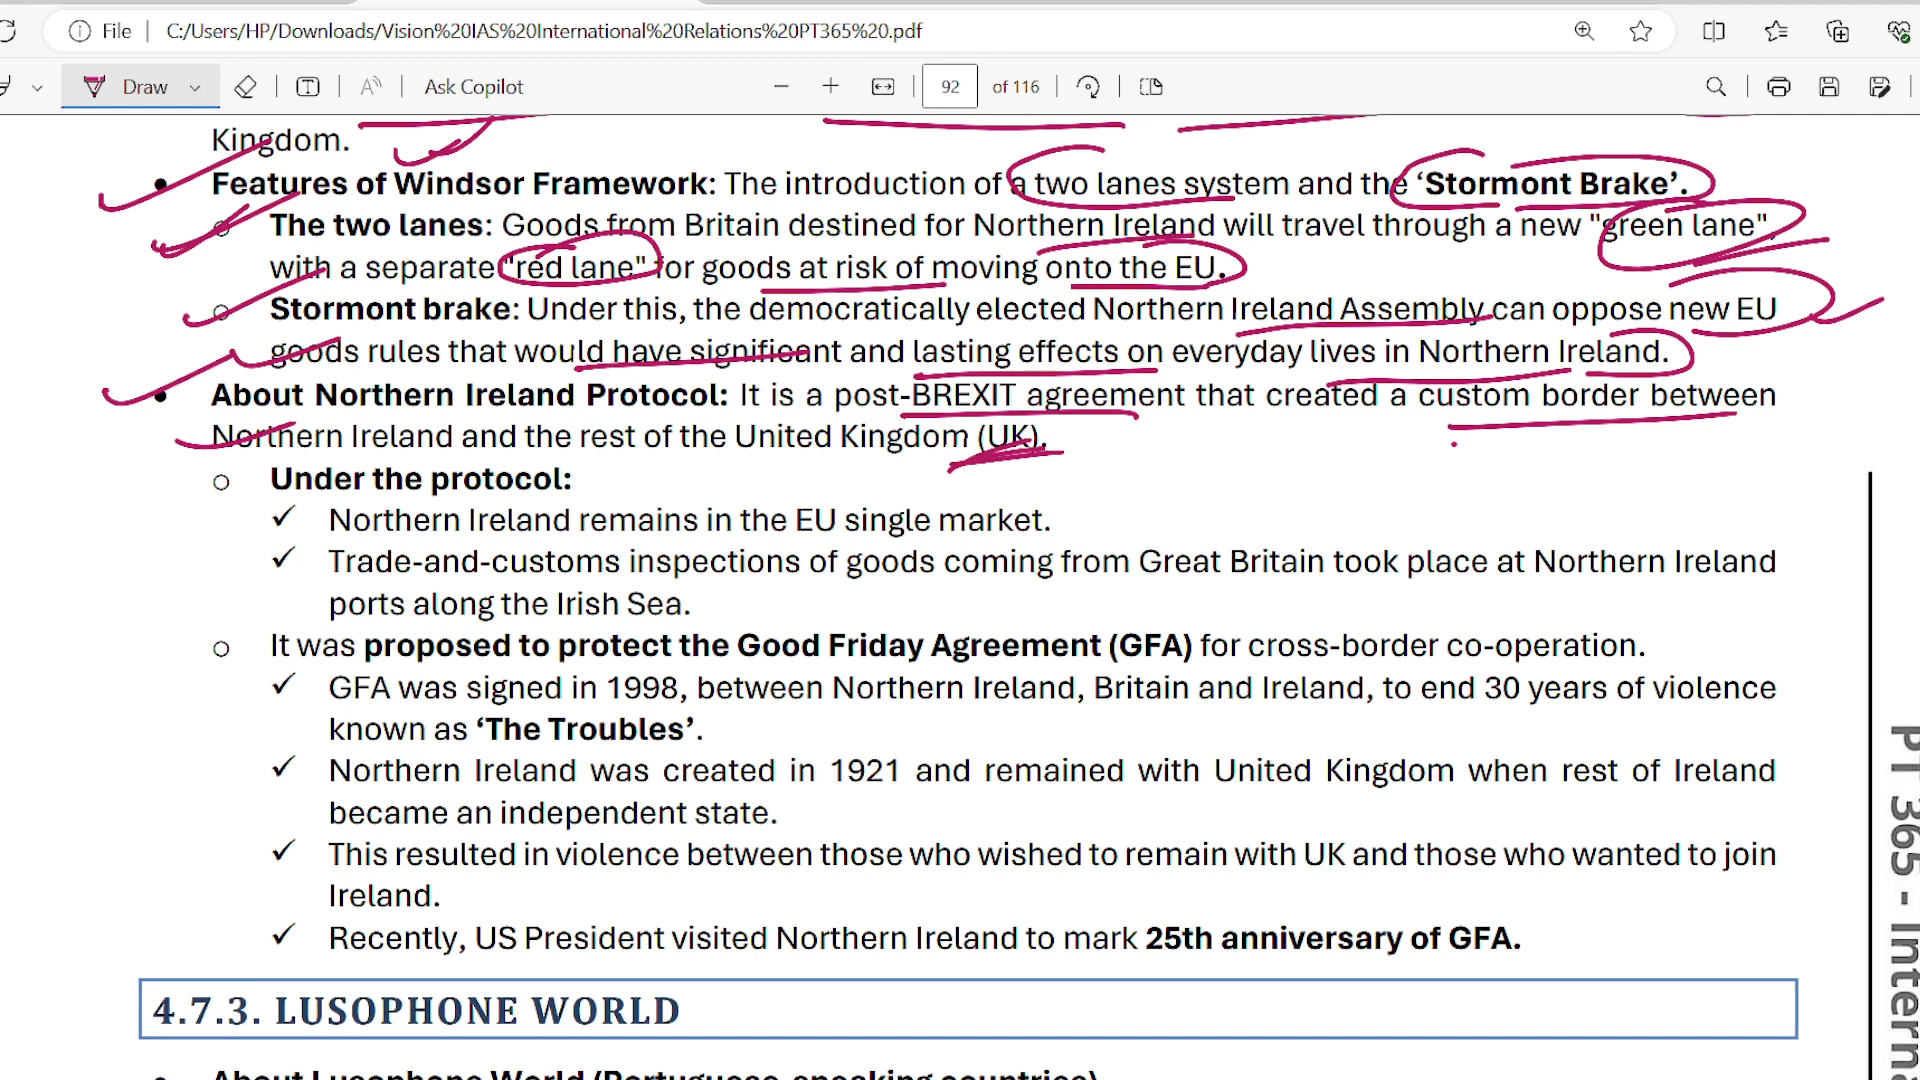 File
C:/Users/HP/Downloads/Vision%20IAS%20International%20Relations%20PT365%20.pdf
Draw
Ask Copilot
92 of 116
Kingdom.
• Features of Windsor Framework: The introduction of a two lanes system and the ‘Stormont Brake’.
o The two lanes: Goods from Britain destined for Northern Ireland will travel through a new "green lane",
with a separate "red lane" for goods at risk of moving onto the EU.
o Stormont brake: Under this, the democratically elected Northern Ireland Assembly can oppose new EU
goods rules that would have significant and lasting effects on everyday lives in Northern Ireland.
• About Northern Ireland Protocol: It is a post-BREXIT agreement that created a custom border between
Northern Ireland and the rest of the United Kingdom (UK).
o Under the protocol:
✓ Northern Ireland remains in the EU single market.
✓ Trade-and-customs inspections of goods coming from Great Britain took place at Northern Ireland
ports along the Irish Sea.
o It was proposed to protect the Good Friday Agreement (GFA) for cross-border co-operation.
✓ GFA was signed in 1998, between Northern Ireland, Britain and Ireland, to end 30 years of violence
known as ‘The Troubles’.
✓ Northern Ireland was created in 1921 and remained with United Kingdom when rest of Ireland
became an independent state.
✓ This resulted in violence between those who wished to remain with UK and those who wanted to join
Ireland.
✓ Recently, US President visited Northern Ireland to mark 25th anniversary of GFA.
4.7.3. LUSOPHONE WORLD
• About Lusophone World (Portuguese-speaking countries)
PT 365 -